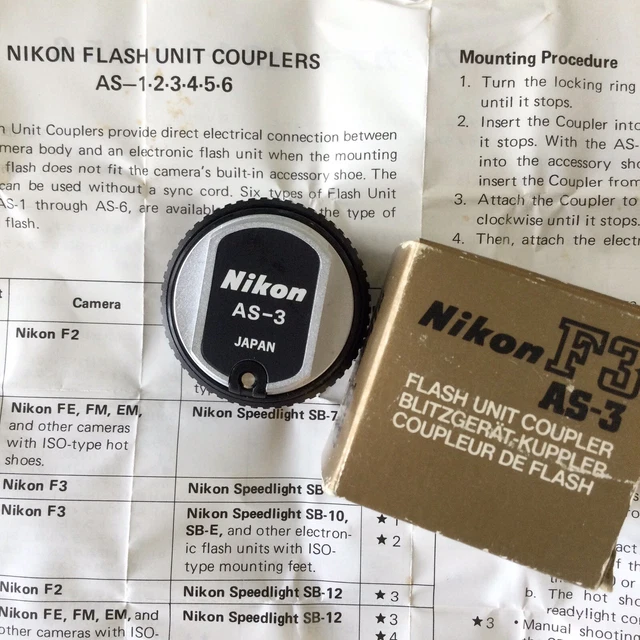 NIKON FLASH UNIT COUPLERS
AS—1·2·3·4·5·6
Unit Couplers provide direct electrical connection between
body and an electronic flash unit when the mounting
flash does not fit the camera's built-in accessory shoe. The
can be used without a sync cord. Six types of Flash Unit
AS-1 through AS-6, are the type of
flash.
Camera
Nikon F2
Nikon FE, FM, EM,
and other cameras
with ISO-type hot
shoes.
Nikon Speedlight SB-7
Nikon F3
Nikon Speedlight SB
Nikon F3
Nikon Speedlight SB-10,
SB-E, and other electron-
ic flash units with ISO-
type mounting feet.
★ 1
★ 2
Nikon F2
Nikon Speedlight SB-12
★ 3
Nikon FE, FM, EM, and
other cameras with ISO-
Nikon Speedlight SB-12
★ 3
★ 4
Mounting Procedure
1. Turn the locking ring
until it stops.
2. Insert the Coupler into
it stops. With the AS-
into the accessory
insert the Coupler from
3. Attach the Coupler to
clockwise until it stops.
4. Then, attach the
Nikon
AS-3
JAPAN
Nikon F3
AS-3
FLASH UNIT COUPLER
BLITZGERÄT-KUPPLER
COUPLEUR DE FLASH
or
b. The hot
readylight
★ 3 • Manual